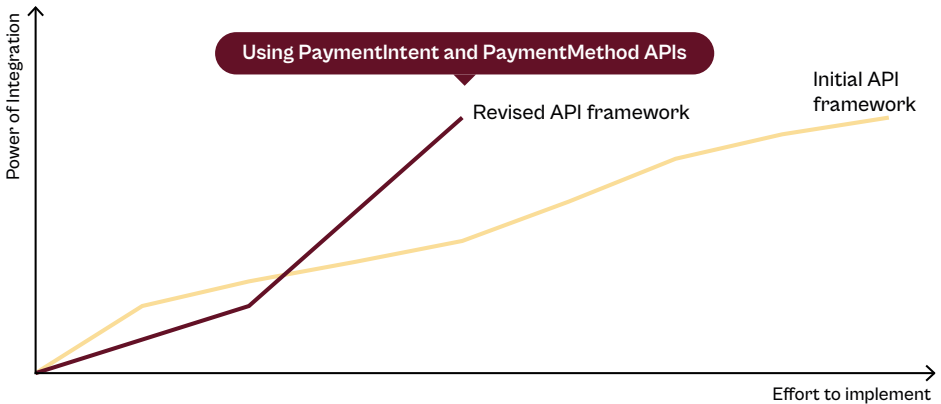 Power of Integration
Using PaymentIntent and PaymentMethod APIs
Initial API
framework
Revised API framework
Effort to implement